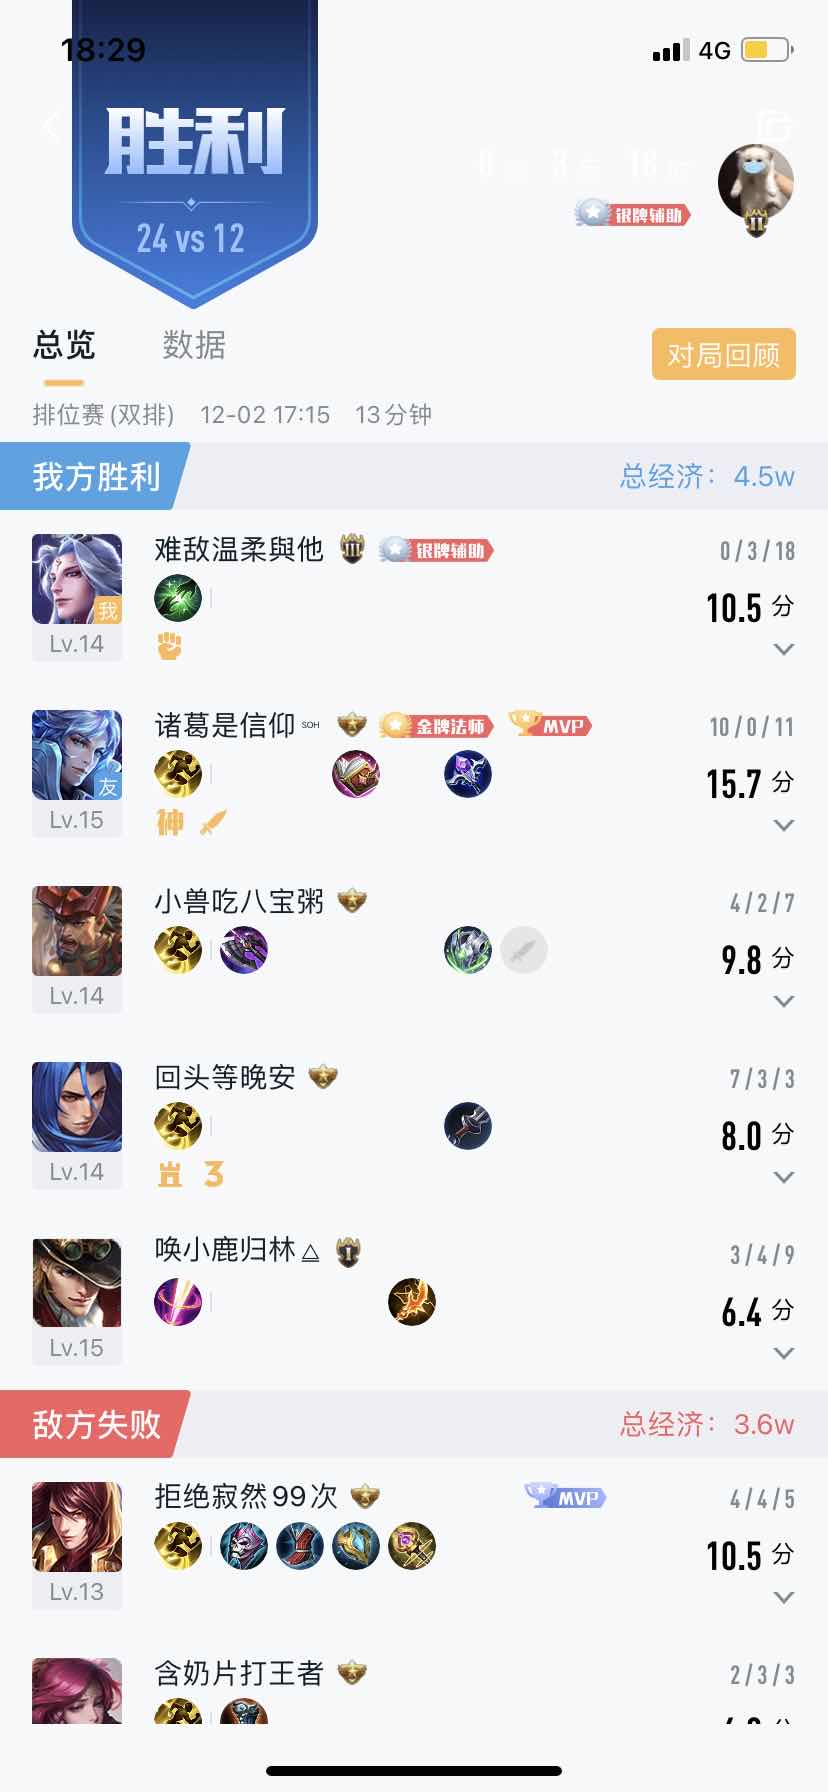 18:29
4G
胜利
24 vs 12
0 3 18
银牌辅助
总览 数据
对局回顾
排位赛(双排) 12-02 17:15 13分钟
我方胜利
总经济：4.5w
难敌温柔與他 III 银牌辅助 0/3/18
我
10.5 分
Lv.14
诸葛是信仰SOH 金牌法师 MVP 10/0/11
友
15.7 分
Lv.15
神
小兽吃八宝粥 4/2/7
9.8 分
Lv.14
回头等晚安 7/3/3
8.0 分
Lv.14
3
唤小鹿归林△ I 3/4/9
6.4 分
Lv.15
敌方失败
总经济：3.6w
拒绝寂然99次 MVP 4/4/5
10.5 分
Lv.13
含奶片打王者 2/3/3